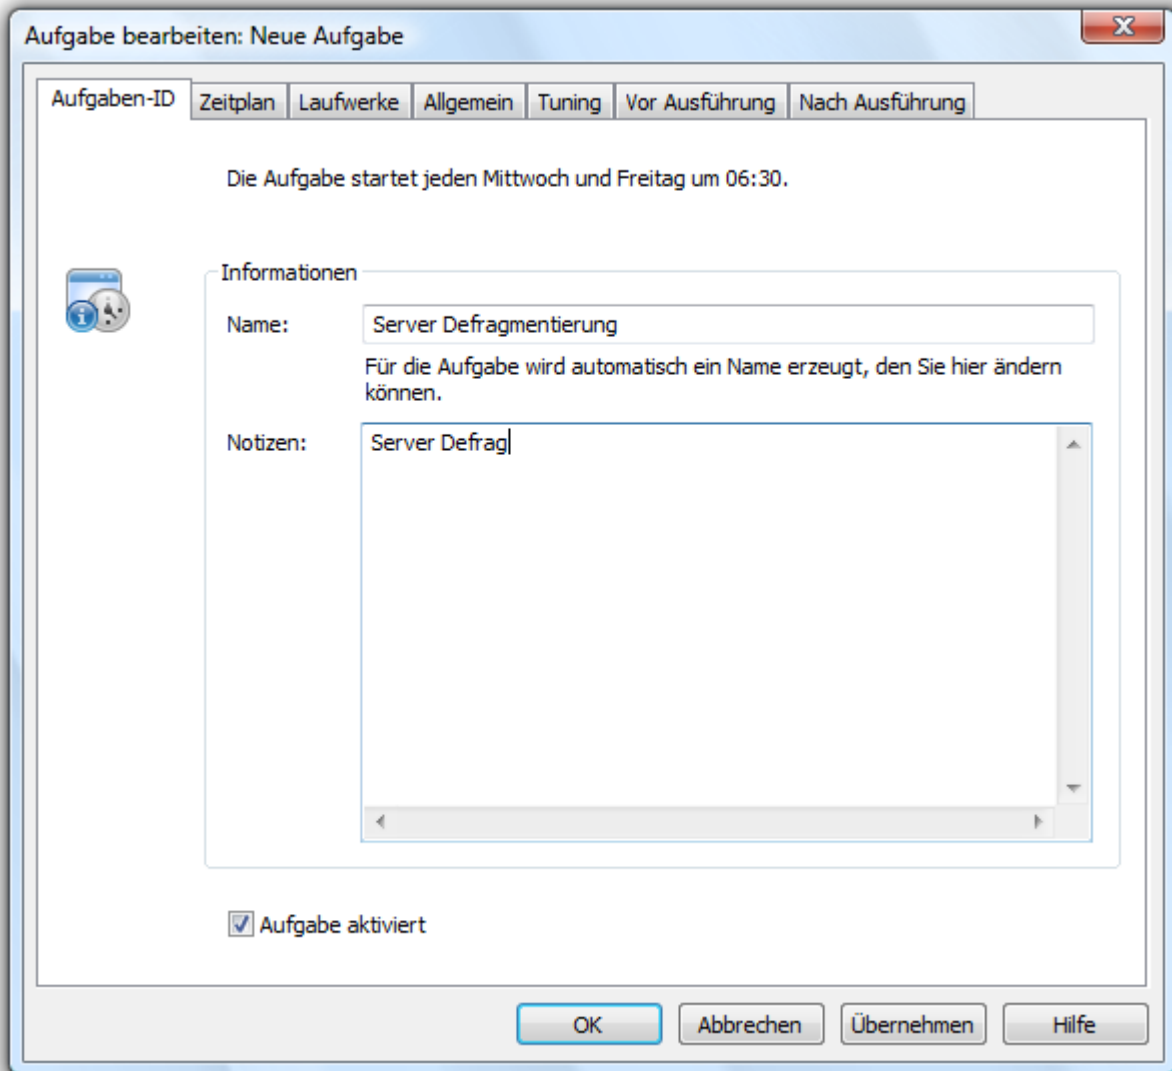 Aufgabe bearbeiten: Neue Aufgabe
Aufgaben-ID Zeitplan Laufwerke Allgemein Tuning Vor Ausführung Nach Ausführung
Die Aufgabe startet jeden Mittwoch und Freitag um 06:30.
Informationen
Name: Server Defragmentierung
Für die Aufgabe wird automatisch ein Name erzeugt, den Sie hier ändern
können.
Notizen: Server Defrag
Aufgabe aktiviert
OK Abbrechen Übernehmen Hilfe